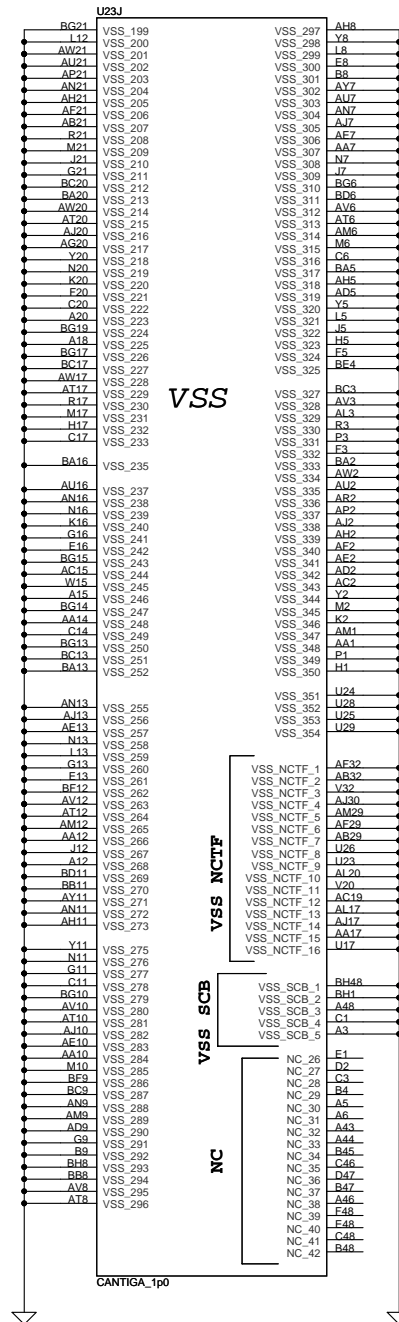 U23J
BG21 VSS_199
L12 VSS_200
AW21 VSS_201
AU21 VSS_202
AP21 VSS_203
AN21 VSS_204
AH21 VSS_205
AF21 VSS_206
AB21 VSS_207
R21 VSS_208
M21 VSS_209
J21 VSS_210
G21 VSS_211
BC20 VSS_212
BA20 VSS_213
AW20 VSS_214
AT20 VSS_215
AJ20 VSS_216
AG20 VSS_217
Y20 VSS_218
N20 VSS_219
K20 VSS_220
F20 VSS_221
C20 VSS_222
A20 VSS_223
BG19 VSS_224
A18 VSS_225
BG17 VSS_226
BC17 VSS_227
AW17 VSS_228
AT17 VSS_229
R17 VSS_230
M17 VSS_231
H17 VSS_232
C17 VSS_233
BA16 VSS_235
AU16 VSS_237
AN16 VSS_238
N16 VSS_239
K16 VSS_240
G16 VSS_241
E16 VSS_242
BG15 VSS_243
AC15 VSS_244
W15 VSS_245
A15 VSS_246
BG14 VSS_247
AA14 VSS_248
C14 VSS_249
BG13 VSS_250
BC13 VSS_251
BA13 VSS_252
AN13 VSS_255
AJ13 VSS_256
AE13 VSS_257
N13 VSS_258
L13 VSS_259
G13 VSS_260
E13 VSS_261
BF12 VSS_262
AV12 VSS_263
AT12 VSS_264
AM12 VSS_265
AA12 VSS_266
J12 VSS_267
A12 VSS_268
BD11 VSS_269
BB11 VSS_270
AY11 VSS_271
AN11 VSS_272
AH11 VSS_273
Y11 VSS_275
N11 VSS_276
G11 VSS_277
C11 VSS_278
BG10 VSS_279
AV10 VSS_280
AT10 VSS_281
AJ10 VSS_282
AE10 VSS_283
AA10 VSS_284
M10 VSS_285
BF9 VSS_286
BC9 VSS_287
AN9 VSS_288
AM9 VSS_289
AD9 VSS_290
G9 VSS_291
B9 VSS_292
BH8 VSS_293
BB8 VSS_294
AV8 VSS_295
AT8 VSS_296
VSS
VSS_297 AH8
VSS_298 Y8
VSS_299 L8
VSS_300 E8
VSS_301 B8
VSS_302 AY7
VSS_303 AU7
VSS_304 AN7
VSS_305 AJ7
VSS_306 AE7
VSS_307 AA7
VSS_308 N7
VSS_309 J7
VSS_310 BG6
VSS_311 BD6
VSS_312 AV6
VSS_313 AT6
VSS_314 AM6
VSS_315 M6
VSS_316 C6
VSS_317 BA5
VSS_318 AH5
VSS_319 AD5
VSS_320 Y5
VSS_321 L5
VSS_322 J5
VSS_323 H5
VSS_324 F5
VSS_325 BE4
VSS_327 BC3
VSS_328 AV3
VSS_329 AL3
VSS_330 R3
VSS_331 P3
VSS_332 F3
VSS_333 BA2
VSS_334 AW2
VSS_335 AU2
VSS_336 AR2
VSS_337 AP2
VSS_338 AJ2
VSS_339 AH2
VSS_340 AF2
VSS_341 AE2
VSS_342 AD2
VSS_343 AC2
VSS_344 Y2
VSS_345 M2
VSS_346 K2
VSS_347 AM1
VSS_348 AA1
VSS_349 P1
VSS_350 H1
VSS_351 U24
VSS_352 U28
VSS_353 U25
VSS_354 U29
VSS NCTF
VSS_NCTF_1 AF32
VSS_NCTF_2 AB32
VSS_NCTF_3 V32
VSS_NCTF_4 AJ30
VSS_NCTF_5 AM29
VSS_NCTF_6 AF29
VSS_NCTF_7 AB29
VSS_NCTF_8 U26
VSS_NCTF_9 U23
VSS_NCTF_10 AL20
VSS_NCTF_11 V20
VSS_NCTF_12 AC19
VSS_NCTF_13 AL17
VSS_NCTF_14 AJ17
VSS_NCTF_15 AA17
VSS_NCTF_16 U17
VSS SCB
VSS_SCB_1 BH48
VSS_SCB_2 BH1
VSS_SCB_3 A48
VSS_SCB_4 C1
VSS_SCB_5 A3
NC
NC_26 E1
NC_27 D2
NC_28 C3
NC_29 B4
NC_30 A5
NC_31 A6
NC_32 A43
NC_33 A44
NC_34 B45
NC_35 C46
NC_36 D47
NC_37 B47
NC_38 A46
NC_39 F48
NC_40 E48
NC_41 C48
NC_42 B48
CANTIGA_1p0